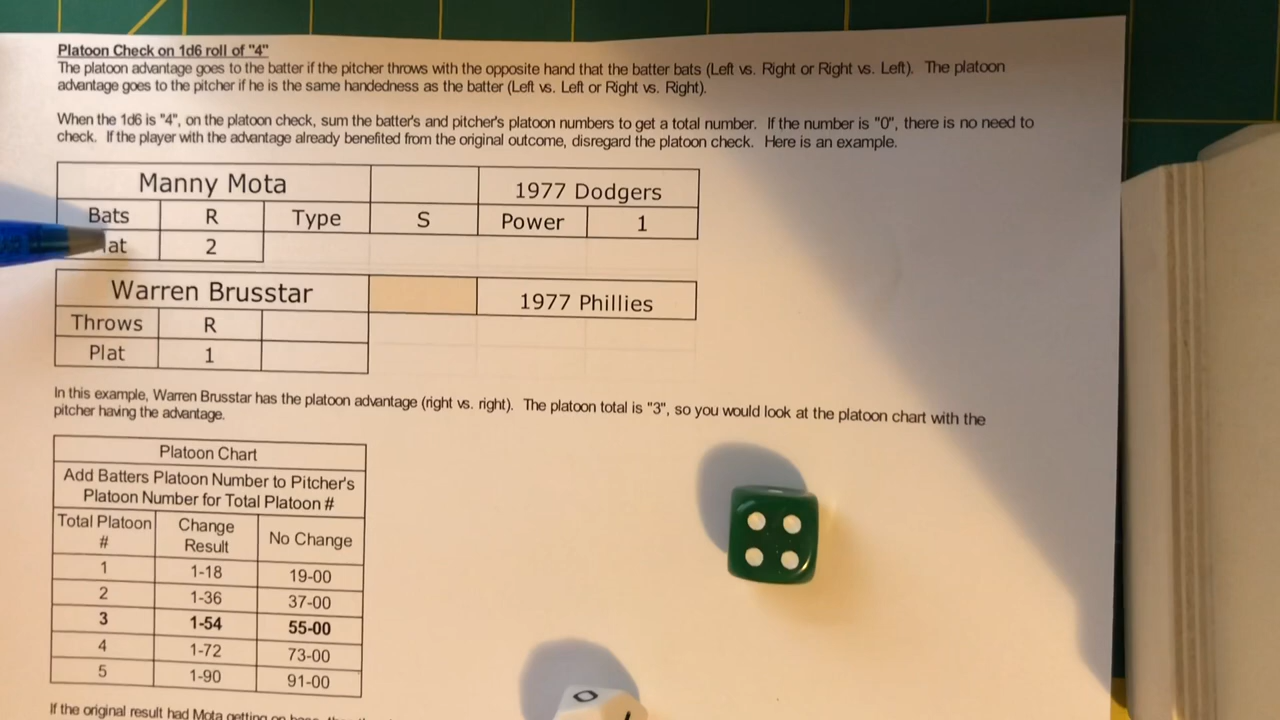 Platoon Check on 1d6 roll of "4"
The platoon advantage goes to the batter if the pitcher throws with the opposite hand that the batter bats (Left vs. Right or Right vs. Left). The platoon
advantage goes to the pitcher if he is the same handedness as the batter (Left vs. Left or Right vs. Right).
When the 1d6 is "4", on the platoon check, sum the batter's and pitcher's platoon numbers to get a total number. If the number is "0", there is no need to
check. If the player with the advantage already benefited from the original outcome, disregard the platoon check. Here is an example.
Manny Mota 1977 Dodgers
Bats R Type S Power 1
lat 2
Warren Brusstar 1977 Phillies
Throws R
Plat 1
In this example, Warren Brusstar has the platoon advantage (right vs. right). The platoon total is "3", so you would look at the platoon chart with the
pitcher having the advantage.
Platoon Chart
Add Batters Platoon Number to Pitcher's
Platoon Number for Total Platoon #
Total Platoon # Change Result No Change
1 1-18 19-00
2 1-36 37-00
3 1-54 55-00
4 1-72 73-00
5 1-90 91-00
If the original result had Mota getting on
0